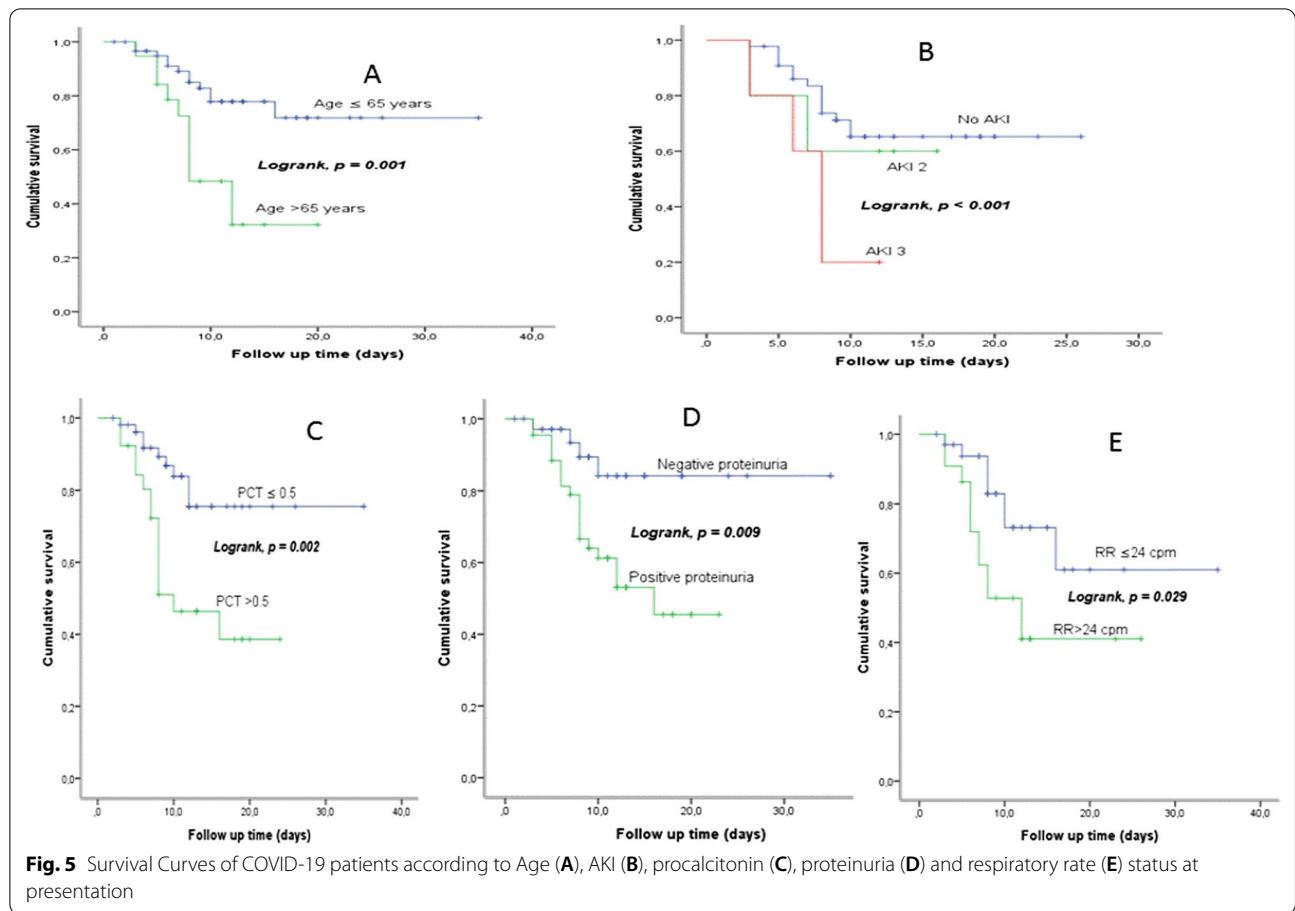 A
1,0
0,8
0,6
0,4
0,2
0,0
Cumulative survival
Age ≤ 65 years
Logrank, p = 0.001
Age >65 years
,0 10,0 20,0 30,0 40,0
Follow up time (days)
B
1,0
0,8
0,6
0,4
0,2
0,0
Cumulative survival
No AKI
AKI 2
Logrank, p < 0.001
AKI 3
,0 5,0 10,0 15,0 20,0 25,0 30,0
Follow up time (days)
C
1,0
0,8
0,6
0,4
0,2
0,0
Cumulative survival
PCT ≤ 0.5
Logrank, p = 0.002
PCT >0.5
,0 10,0 20,0 30,0 40,0
Follow up time (days)
D
1,0
0,8
0,6
0,4
0,2
0,0
Cumulative survival
Negative proteinuria
Logrank, p = 0.009
Positive proteinuria
,0 10,0 20,0 30,0
Follow up time (days)
E
1,0
0,8
0,6
0,4
0,2
0,0
Cumulative survival
RR ≤24 cpm
Logrank, p = 0.029
RR>24 cpm
,0 10,0 20,0 30,0 40,0
Follow up time (days)
Fig. 5 Survival Curves of COVID-19 patients according to Age (A), AKI (B), procalcitonin (C), proteinuria (D) and respiratory rate (E) status at
presentation